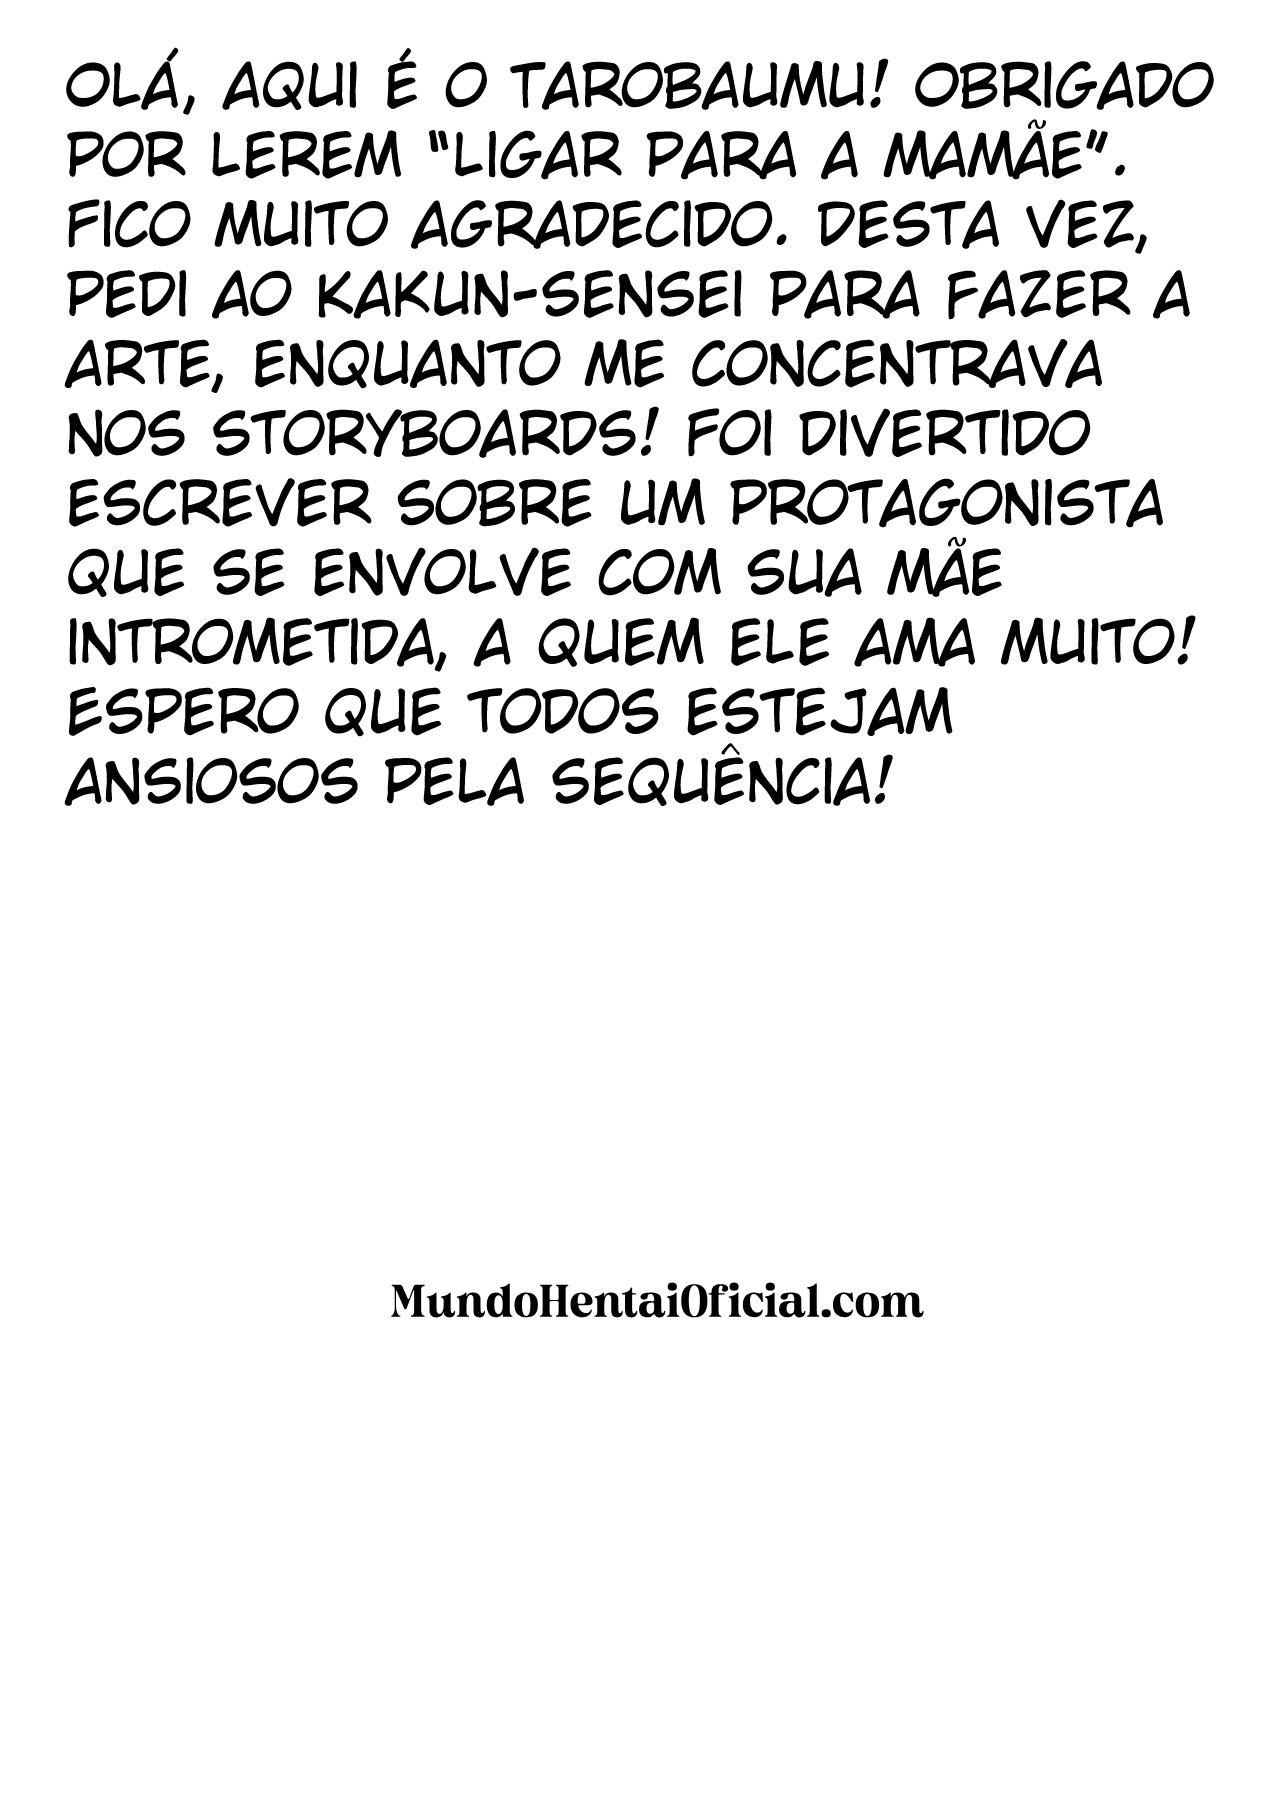 OLÁ, AQUI É O TAROBAUMU! OBRIGADO
POR LEREM "LIGAR PARA A MAMÃE".
FICO MUITO AGRADECIDO. DESTA VEZ,
PEDI AO KAKUN-SENSEI PARA FAZER A
ARTE, ENQUANTO ME CONCENTRAVA
NOS STORYBOARDS! FOI DIVERTIDO
ESCREVER SOBRE UM PROTAGONISTA
QUE SE ENVOLVE COM SUA MÃE
INTROMETIDA, A QUEM ELE AMA MUITO!
ESPERO QUE TODOS ESTEJAM
ANSIOSOS PELA SEQUÊNCIA!
MundoHentaiOficial.com